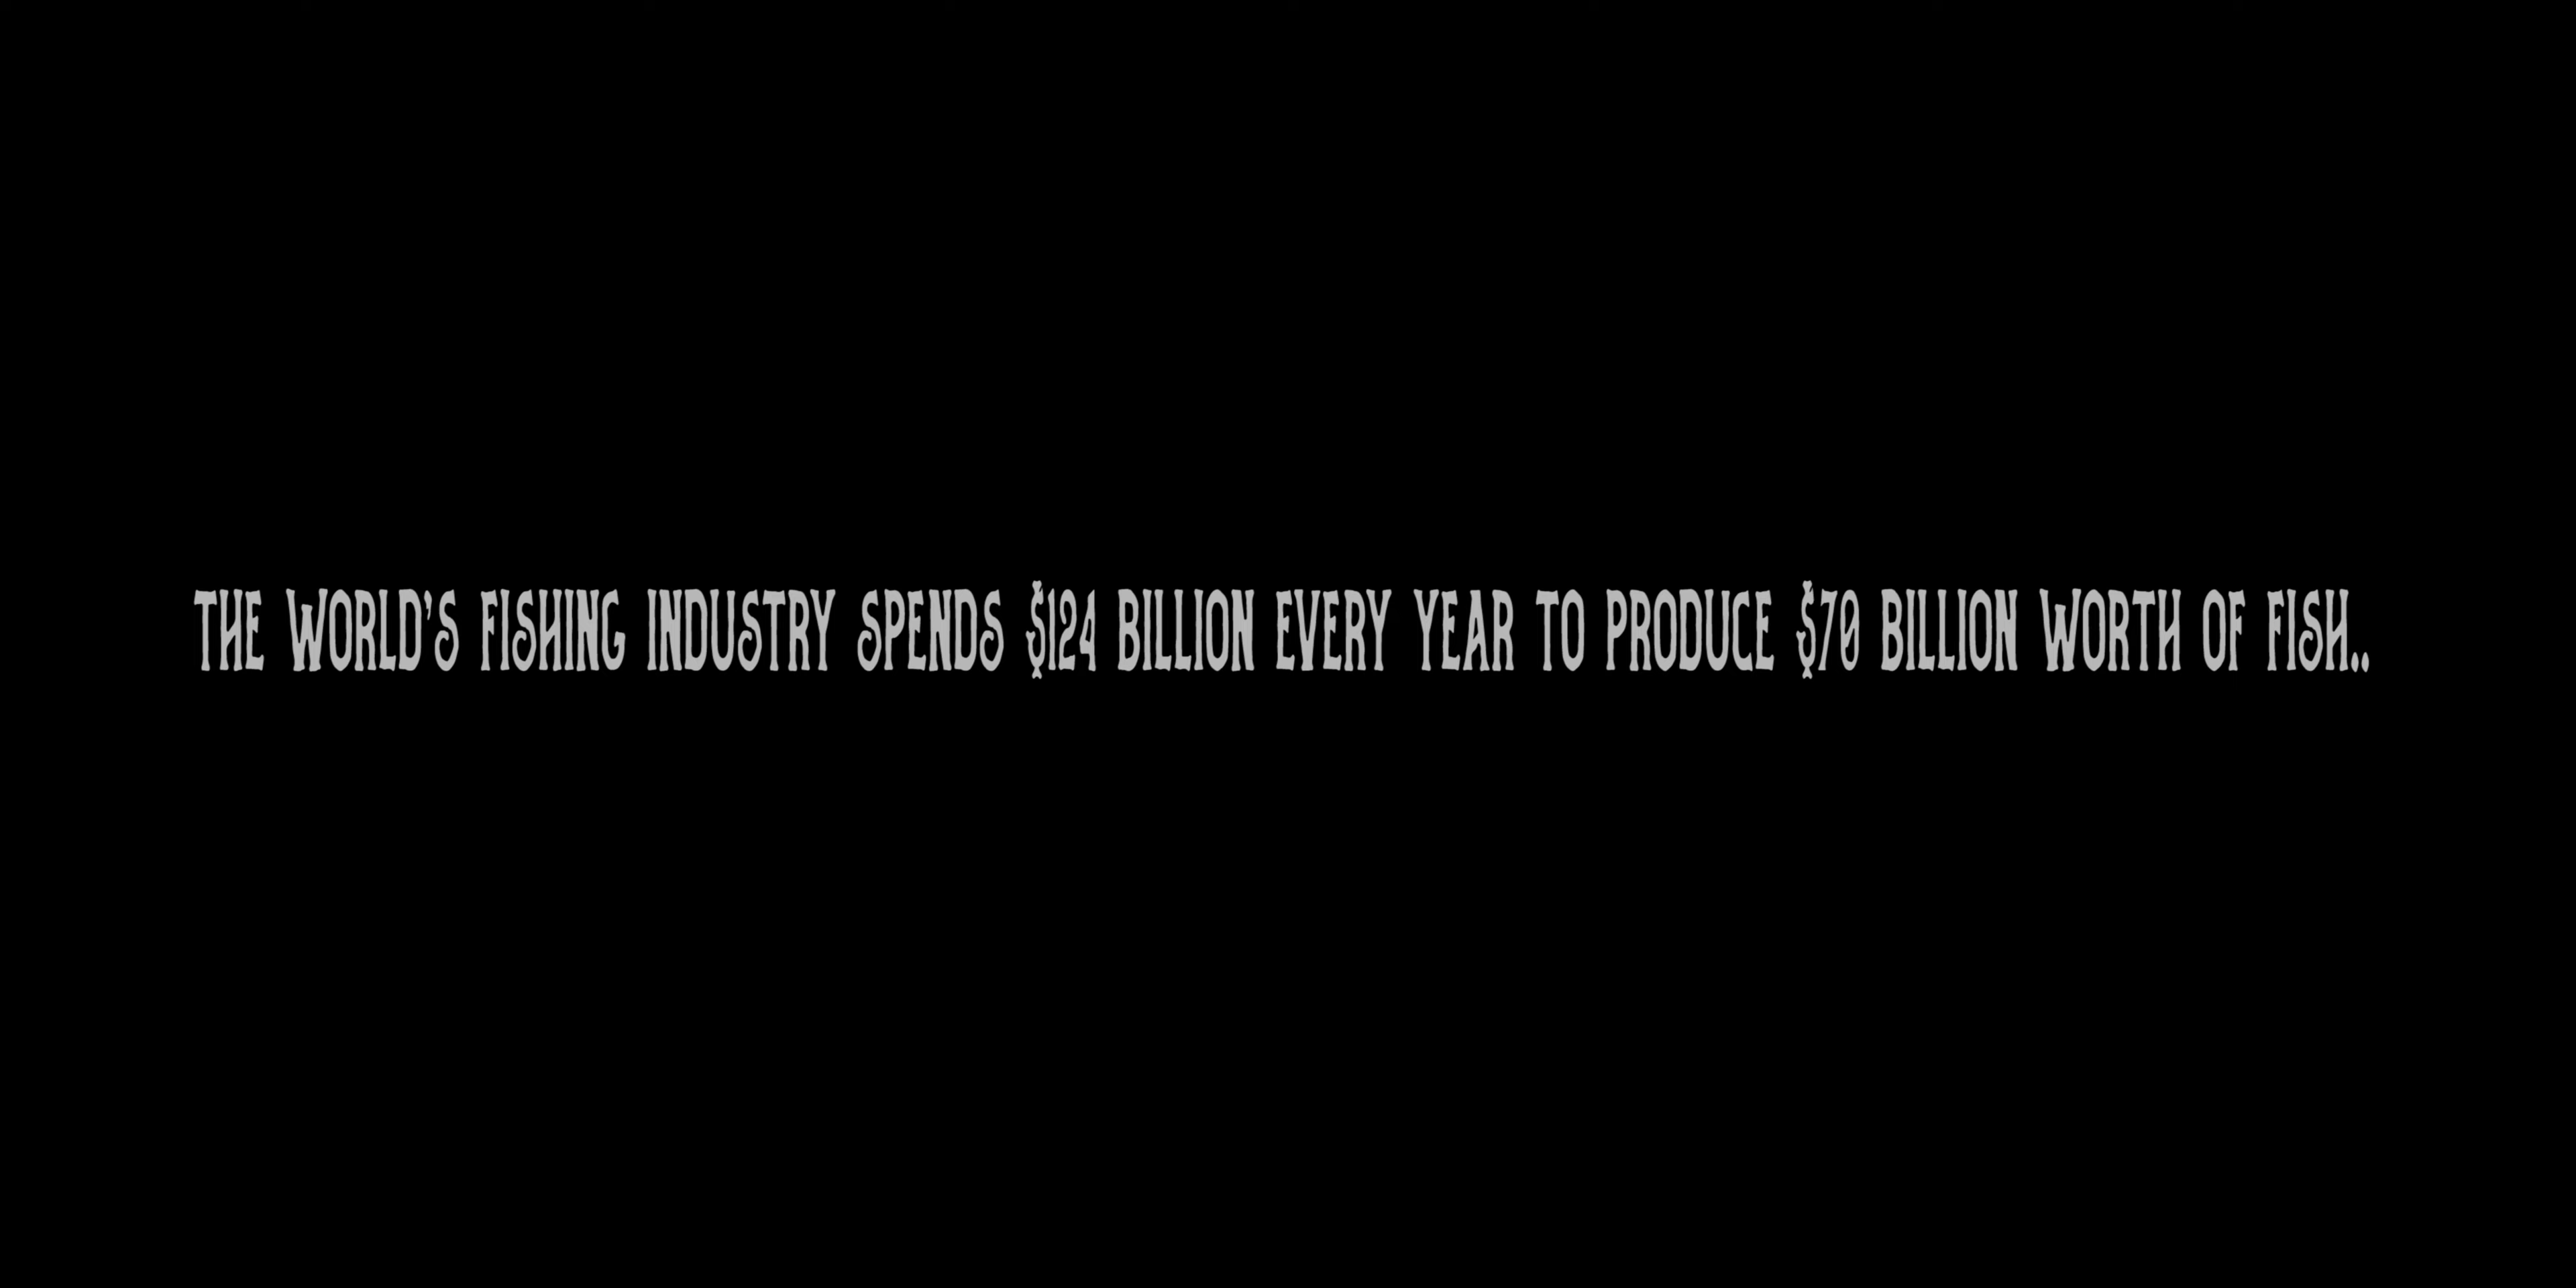 THE WORLD'S FISHING INDUSTRY SPENDS $124 BILLION EVERY YEAR TO PRODUCE $70 BILLION WORTH OF FISH..